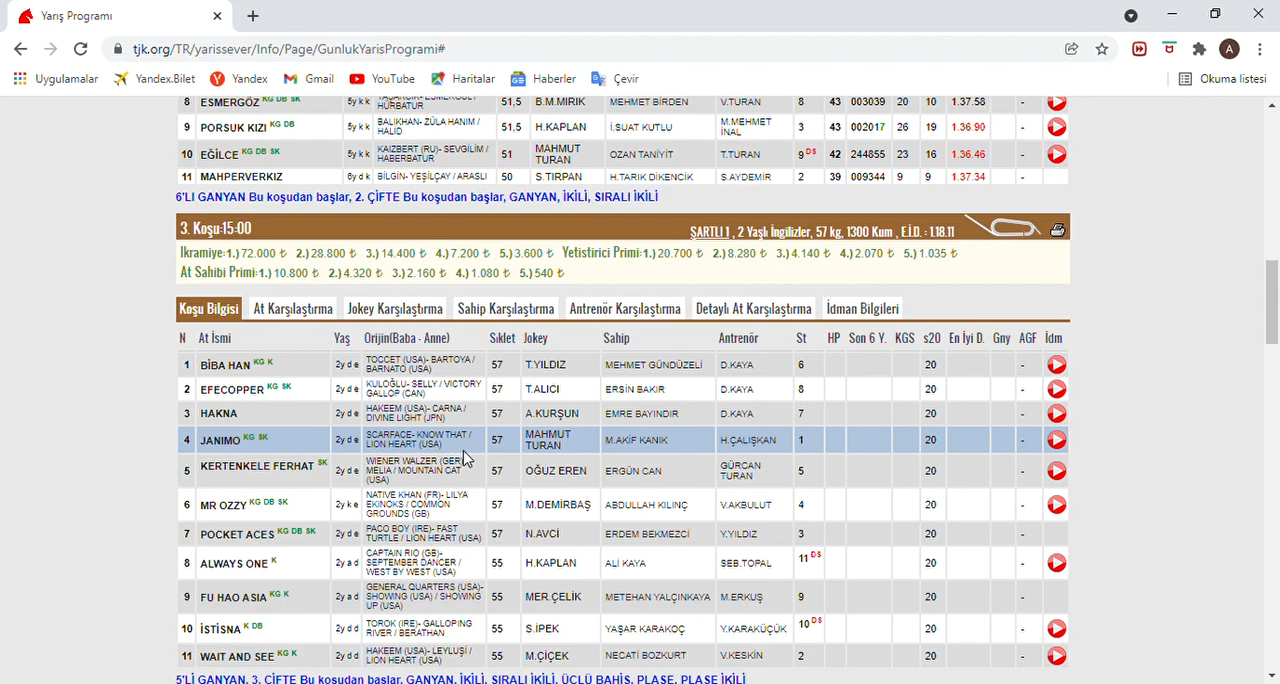 Yarış Programı
tjk.org/TR/yarissever/Info/Page/GunlukYarisProgrami#
A
Uygulamalar Yandex.Bilet Yandex Gmail YouTube Haritalar Haberler Çevir Okuma listesi
8 ESMERGÖZ KG DB SK 5y k k HÜRBATUR 51,5 B.M.MIRIK MEHMET BİRDEN V.TURAN 8 43 003039 20 10 1.37.58 -
9 PORSUK KIZI KG DB 5y k k BALIKHAN- ZÜLA HANIM / HALİD 51,5 H.KAPLAN İ.SUAT KUTLU M.MEHMET İNAL 3 43 002017 26 19 1.36.90 -
10 EĞİLCE KG DB SK 5y k k KAIZBERT (RU)- SEVGİLİM / HABERBATUR 51 MAHMUT TURAN OZAN TANİYİT T.TURAN 9 DS 42 244855 23 16 1.36.46 -
11 MAHPERVERKIZ 6y d k BİLGİN- YEŞİLÇAY / ARASLI 50 S.TIRPAN H.TARIK DİKENCİK S.AYDEMİR 2 39 009344 9 9 1.37.34 -
6'LI GANYAN Bu koşudan başlar, 2. ÇİFTE Bu koşudan başlar, GANYAN, İKİLİ, SIRALI İKİLİ
3. Koşu:15:00 ŞARTLI 1 , 2 Yaşlı İngilizler, 57 kg, 1300 Kum , E.İ.D. : 1.18.11
İkramiye:1.) 72.000 ₺ 2.) 28.800 ₺ 3.) 14.400 ₺ 4.) 7.200 ₺ 5.) 3.600 ₺ Yetistirici Primi:1.) 20.700 ₺ 2.) 8.280 ₺ 3.) 4.140 ₺ 4.) 2.070 ₺ 5.) 1.035 ₺
At Sahibi Primi:1.) 10.800 ₺ 2.) 4.320 ₺ 3.) 2.160 ₺ 4.) 1.080 ₺ 5.) 540 ₺
Koşu Bilgisi At Karşılaştırma Jokey Karşılaştırma Sahip Karşılaştırma Antrenör Karşılaştırma Detaylı At Karşılaştırma İdman Bilgileri
N At İsmi Yaş Orijin(Baba - Anne) Sıklet Jokey Sahip Antrenör St HP Son 6 Y. KGS s20 En İyi D. Gny AGF İdm
1 BİBA HAN KG K 2y d e TOCCET (USA)- BARTOYA / BARNATO (USA) 57 T.YILDIZ MEHMET GÜNDÜZELİ D.KAYA 6 20 -
2 EFECOPPER KG SK 2y d e KULOĞLU- SELLY / VICTORY GALLOP (CAN) 57 T.ALICI ERSİN BAKIR D.KAYA 8 20 -
3 HAKNA 2y d e HAKEEM (USA)- CARNA / DIVINE LIGHT (JPN) 57 A.KURŞUN EMRE BAYINDIR D.KAYA 7 20 -
4 JANIMO KG SK 2y d e SCARFACE- KNOW THAT / LION HEART (USA) 57 MAHMUT TURAN M.AKİF KANIK H.ÇALIŞKAN 1 20 -
5 KERTENKELE FERHAT SK 2y d e WIENER WALZER (GER)- MELIA / MOUNTAIN CAT (USA) 57 OĞUZ EREN ERGÜN CAN GÜRCAN TURAN 5 20 -
6 MR OZZY KG DB SK 2y k e NATIVE KHAN (FR)- LILYA EKINOKS / COMMON GROUNDS (GB) 57 M.DEMİRBAŞ ABDULLAH KILINÇ V.AKBULUT 4 20 -
7 POCKET ACES KG DB SK 2y d e PACO BOY (IRE)- FAST TURTLE / LION HEART (USA) 57 N.AVCİ ERDEM BEKMEZCİ Y.YILDIZ 3 20 -
8 ALWAYS ONE K 2y a d CAPTAIN RIO (GB)- SEPTEMBER DANCER / WEST BY WEST (USA) 55 H.KAPLAN ALİ KAYA SEB.TOPAL 11 DS 20 -
9 FU HAO ASIA KG K 2y a d GENERAL QUARTERS (USA)- SHOWING (USA) / SHOWING UP (USA) 55 MER.ÇELİK METEHAN YALÇINKAYA M.ERKUŞ 9 20 -
10 İSTİSNA K DB 2y d d TOROK (IRE)- GALLOPING RIVER / BERATHAN 55 S.İPEK YAŞAR KARAKOÇ Y.KARAKÜÇÜK 10 DS 20 -
11 WAIT AND SEE KG K 2y d d HAKEEM (USA)- LEYLUŞİ / LION HEART (USA) 55 M.ÇİÇEK NECATİ BOZKURT V.KESKİN 2 20 -
5'Lİ GANYAN, 3. ÇİFTE Bu koşudan başlar, GANYAN, İKİLİ, SIRALI İKİLİ, ÜÇLÜ BAHİS, PLASE, PLASE İKİLİ